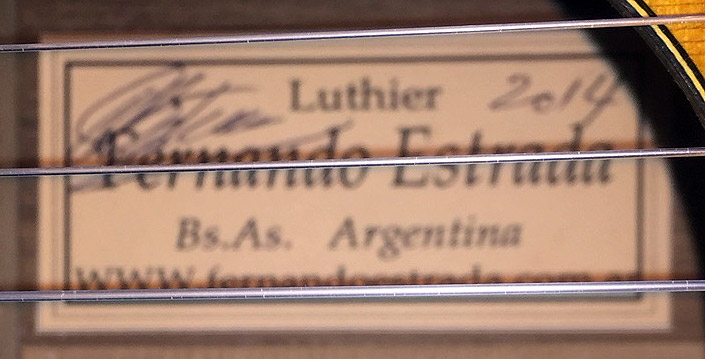 Luthier 2014
Fernando Estrada
Bs.As. Argentina
www.fernandoestrada.com.ar